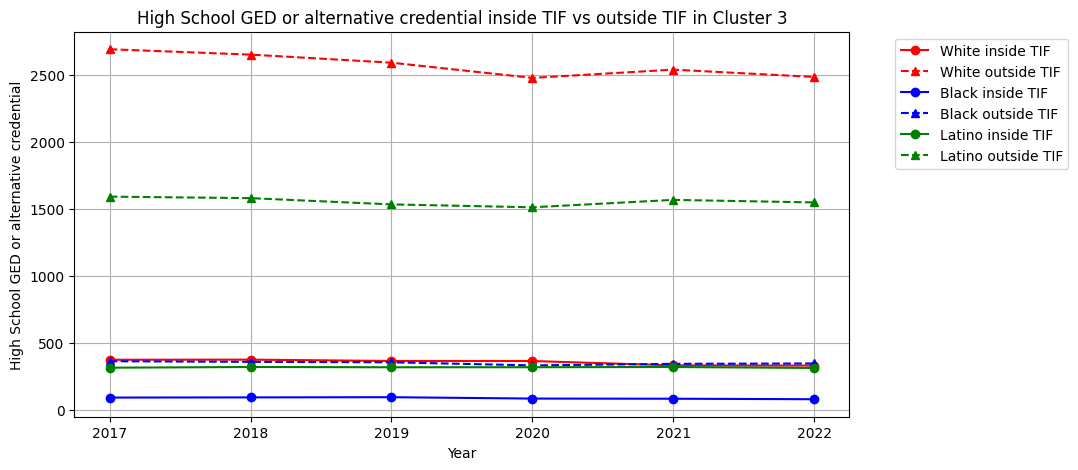 High School GED or alternative credential inside TIF vs outside TIF in Cluster 3
High School GED or alternative credential
2500
2000
1500
1000
500
0
2017 2018 2019 2020 2021 2022
Year
White inside TIF
White outside TIF
Black inside TIF
Black outside TIF
Latino inside TIF
Latino outside TIF